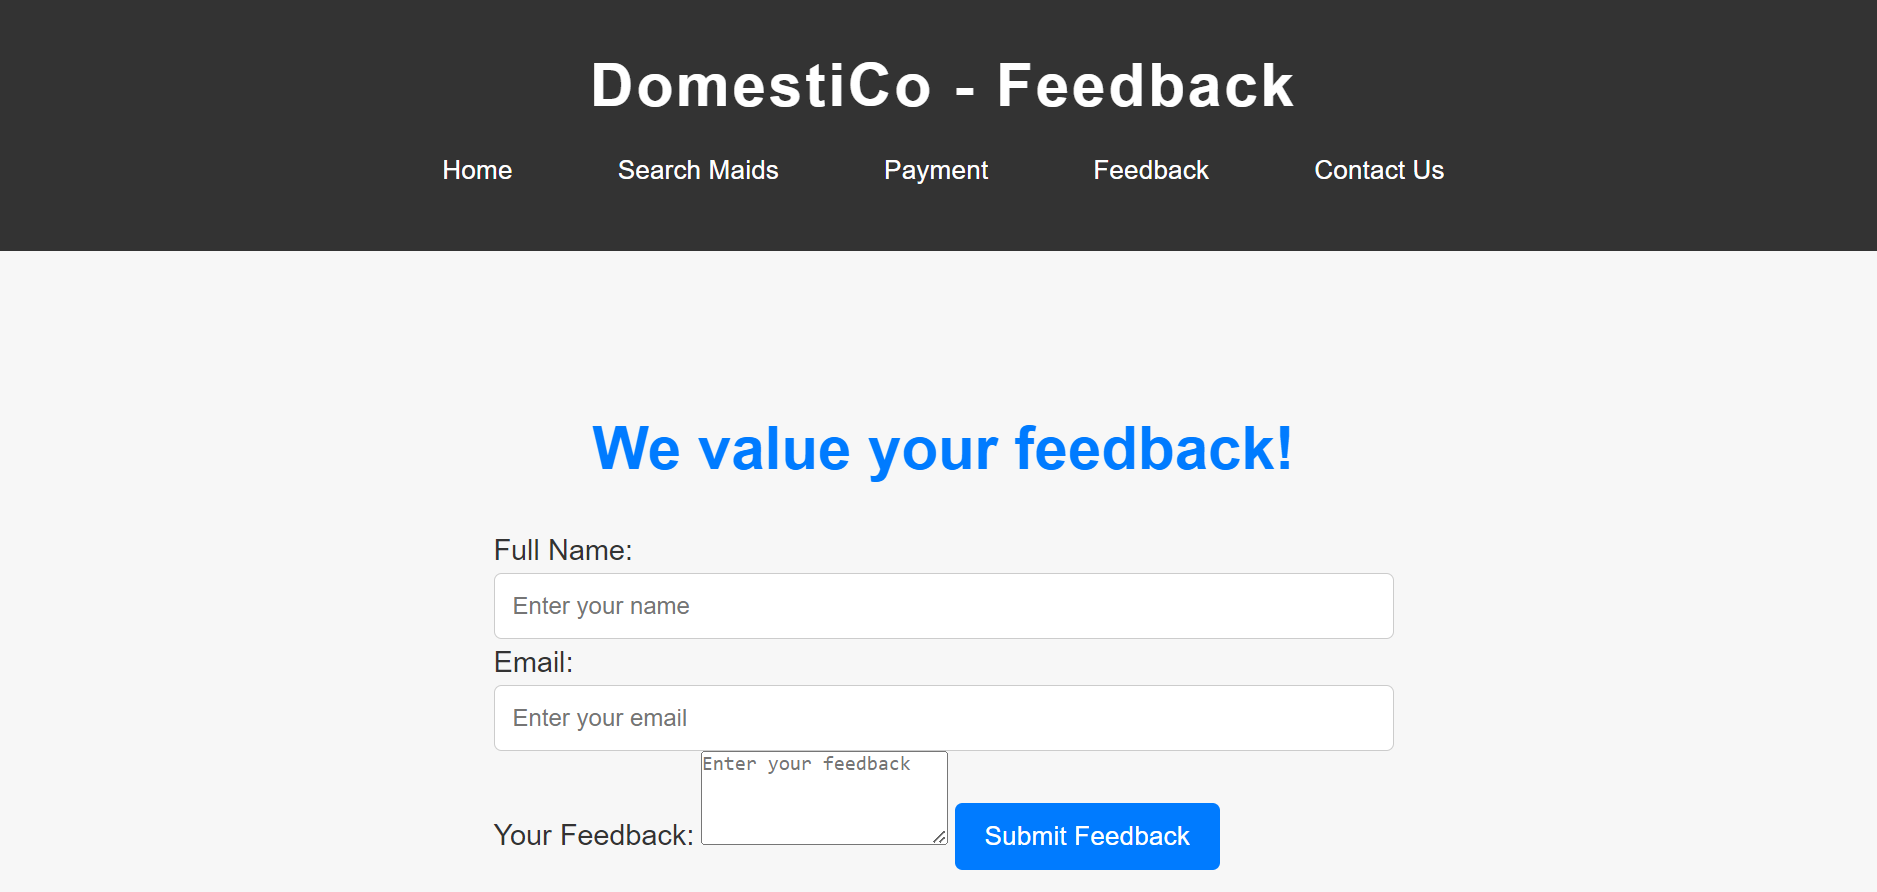 DomestiCo - Feedback
Home Search Maids Payment Feedback Contact Us
We value your feedback!
Full Name:
Enter your name
Email:
Enter your email
Enter your feedback
Your Feedback: Submit Feedback